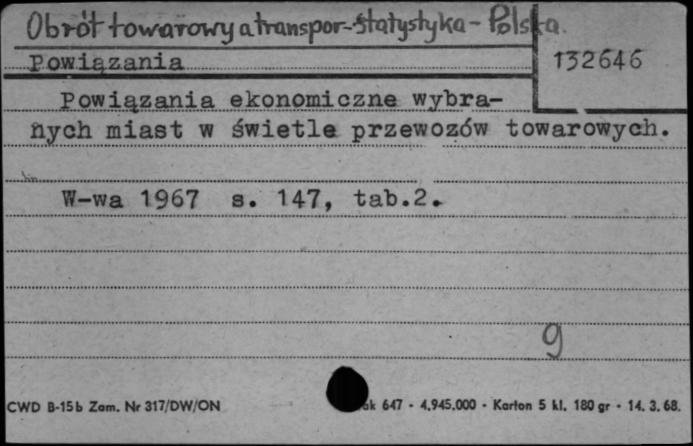 Obrót towarowy a transpor-statystyka - Polska.
Powiązania
132646
Powiązania ekonomiczne wybra-
nych miast w świetle przewozów towarowych.
W-wa 1967 s. 147, tab.2.
9
CWD B-15b Zam. Nr 317/DW/ON 647 - 4.945.000 - Karton 5 kl. 180 gr - 14. 3. 68.